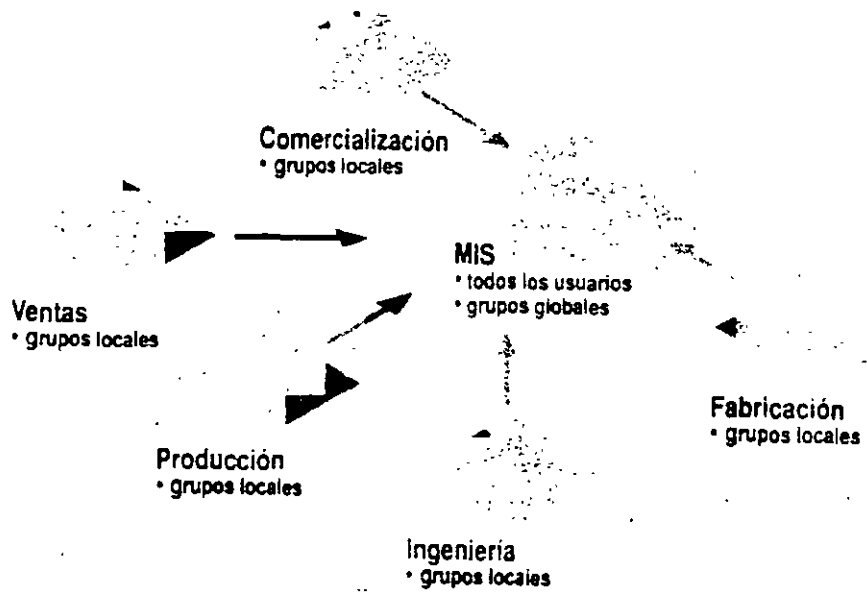 Comercialización
• grupos locales
MIS
• todos los usuarios
• grupos globales
Ventas
• grupos locales
Fabricación
• grupos locales
Producción
• grupos locales
Ingeniería
• grupos locales